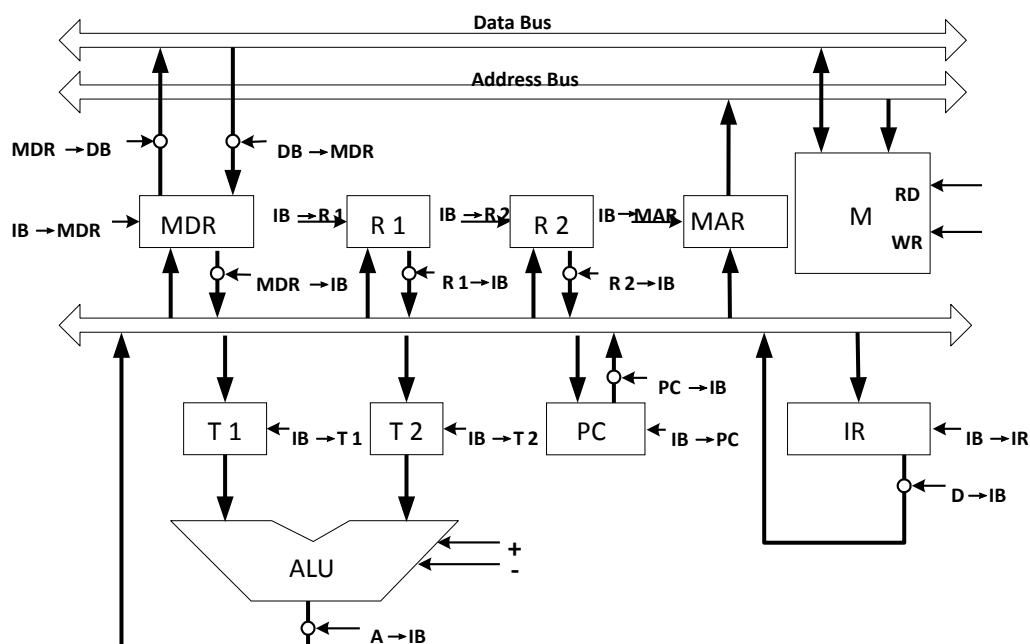 Data Bus
Address Bus
MDR →DB
DB →MDR
RD
IB →MDR
MDR
IB →R 1
R 1
IB →R 2
R 2
IB →MAR
MAR
M
WR
MDR →IB
R 1→IB
R 2→IB
PC →IB
T 1
IB →T 1
T 2
IB →T 2
PC
IB →PC
IR
IB →IR
D→IB
ALU
+
-
A→IB